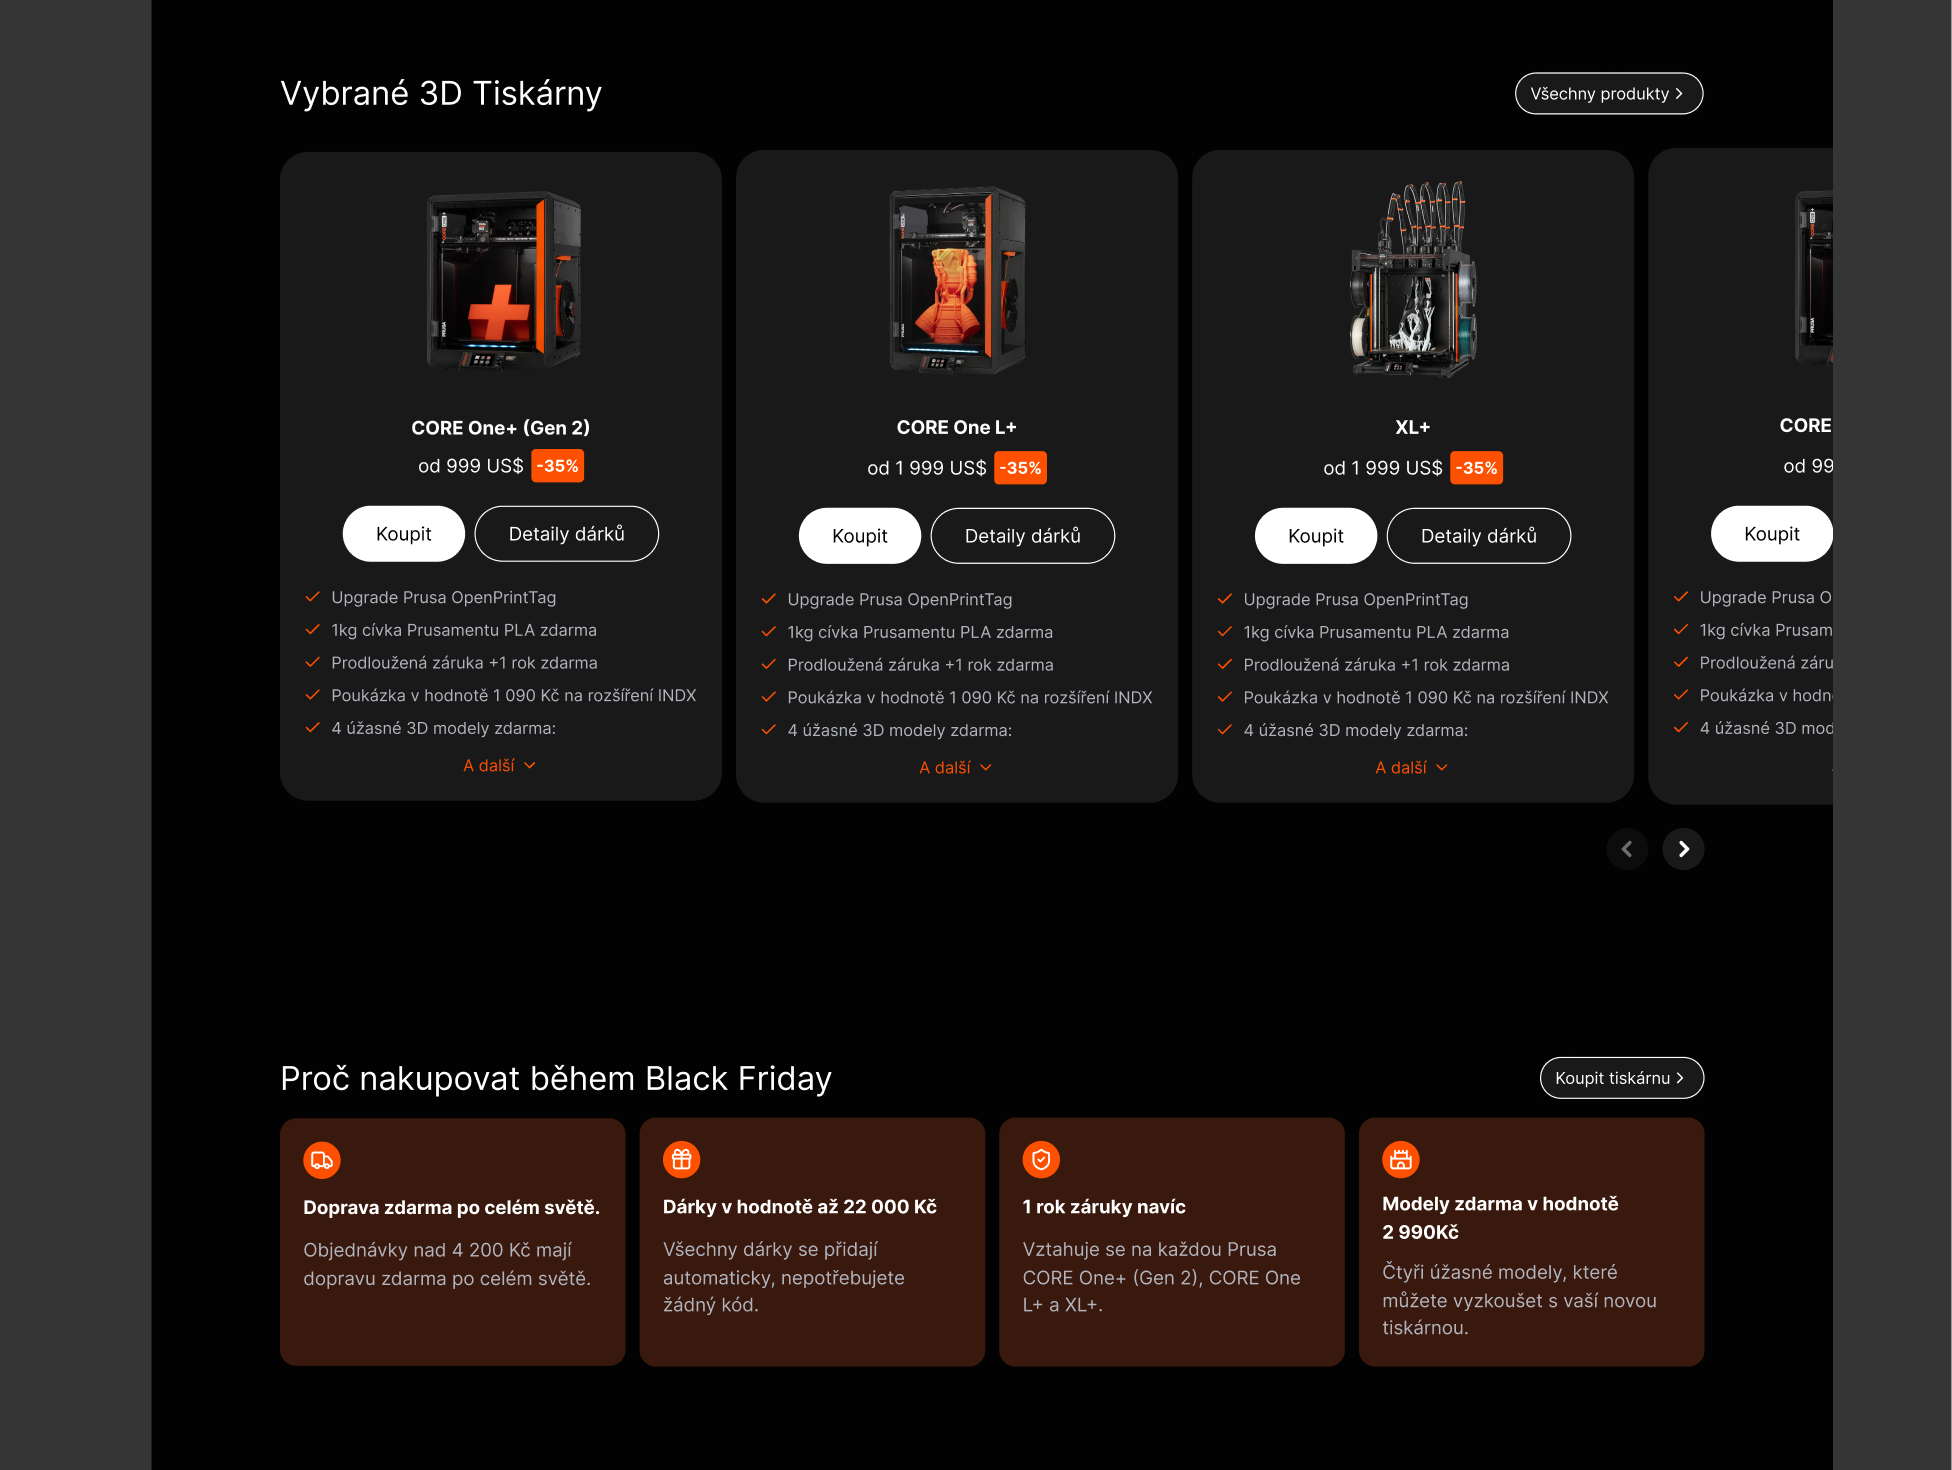 Vybrané 3D Tiskárny
Všechny produkty
CORE One+ (Gen 2)
od 999 US$ -35%
Koupit
Detaily dárků
Upgrade Prusa OpenPrintTag
1kg cívka Prusamentu PLA zdarma
Prodloužená záruka +1 rok zdarma
Poukázka v hodnotě 1 090 Kč na rozšíření INDX
4 úžasné 3D modely zdarma:
A další
CORE One L+
od 1 999 US$ -35%
Koupit
Detaily dárků
Upgrade Prusa OpenPrintTag
1kg cívka Prusamentu PLA zdarma
Prodloužená záruka +1 rok zdarma
Poukázka v hodnotě 1 090 Kč na rozšíření INDX
4 úžasné 3D modely zdarma:
A další
XL+
od 1 999 US$ -35%
Koupit
Detaily dárků
Upgrade Prusa OpenPrintTag
1kg cívka Prusamentu PLA zdarma
Prodloužená záruka +1 rok zdarma
Poukázka v hodnotě 1 090 Kč na rozšíření INDX
4 úžasné 3D modely zdarma:
A další
CORE
od 99
Koupit
Upgrade Prusa O
1kg cívka Prusam
Prodloužená záru
Poukázka v hodn
4 úžasné 3D mod
Proč nakupovat během Black Friday
Koupit tiskárnu
Doprava zdarma po celém světě.
Objednávky nad 4 200 Kč mají
dopravu zdarma po celém světě.
Dárky v hodnotě až 22 000 Kč
Všechny dárky se přidají
automaticky, nepotřebujete
žádný kód.
1 rok záruky navíc
Vztahuje se na každou Prusa
CORE One+ (Gen 2), CORE One
L+ a XL+.
Modely zdarma v hodnotě
2 990Kč
Čtyři úžasné modely, které
můžete vyzkoušet s vaší novou
tiskárnou.